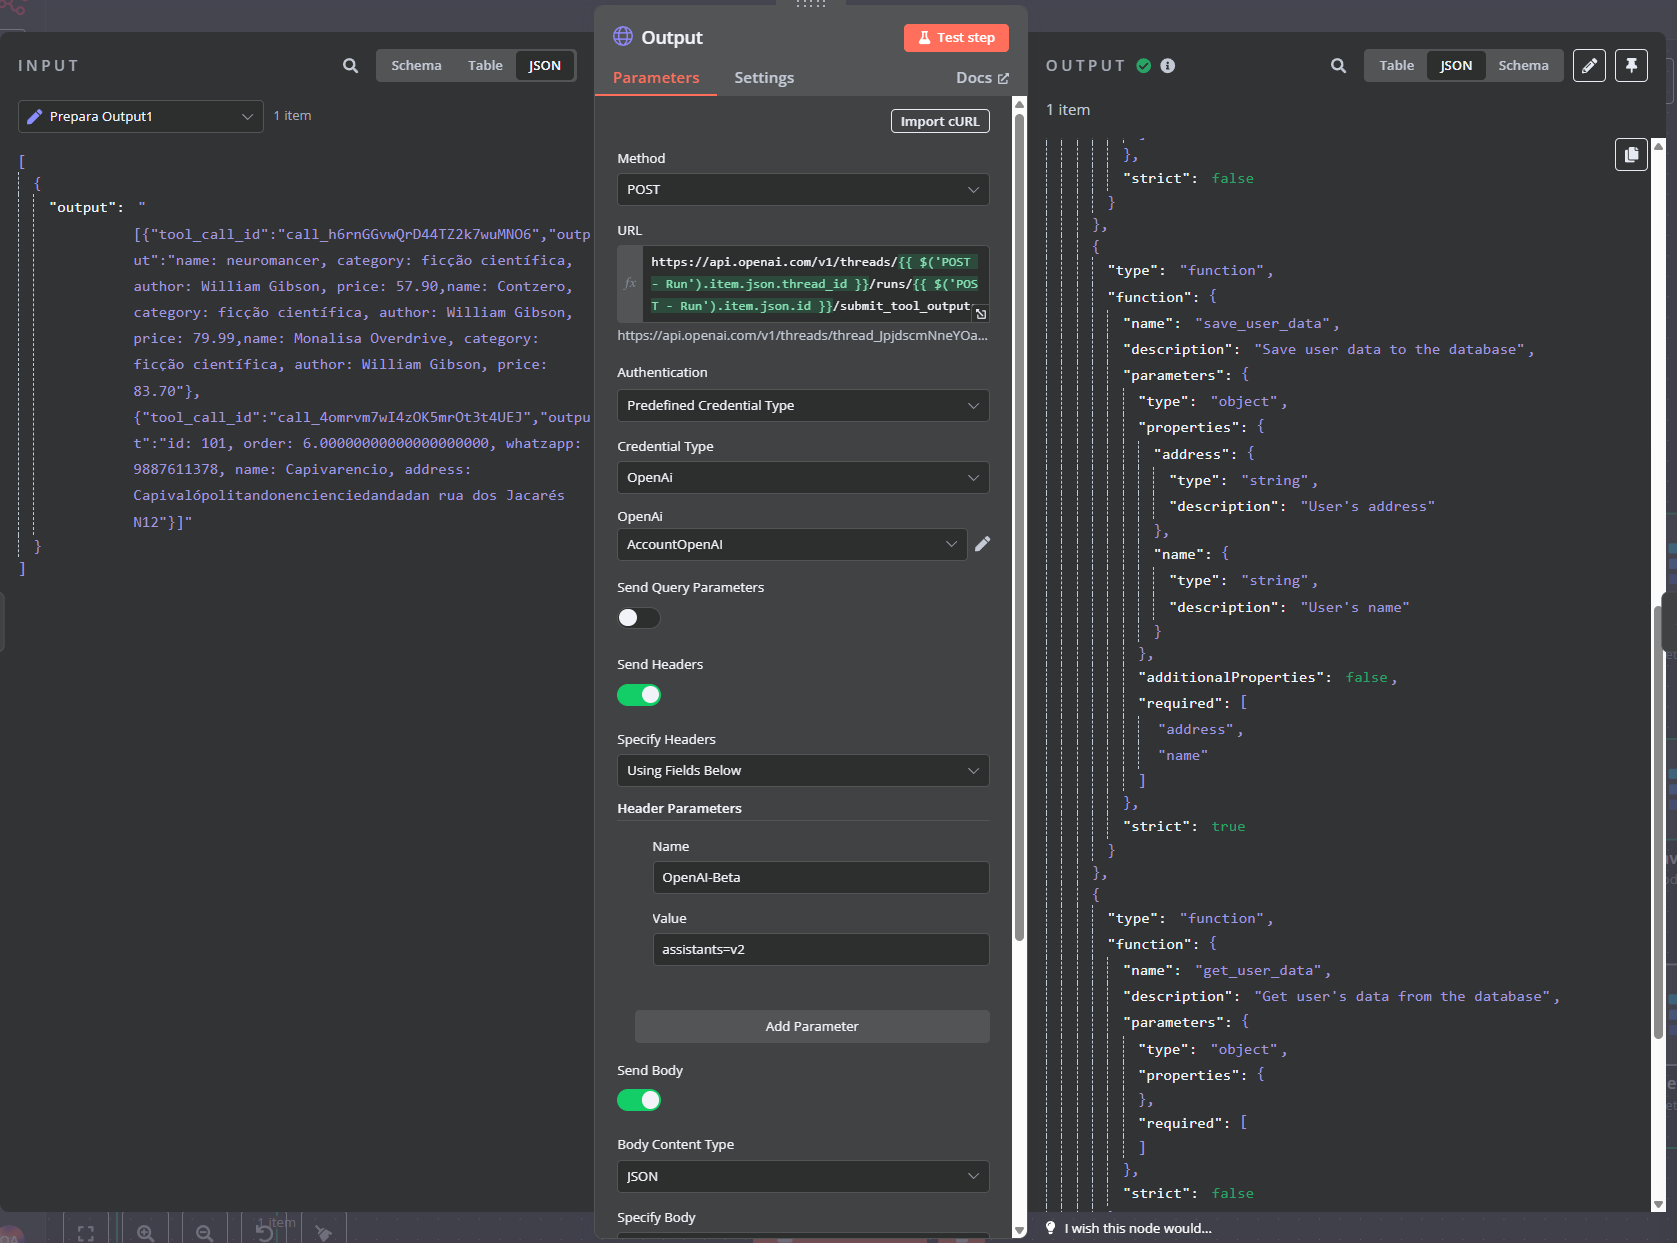 INPUT
Schema
Table
JSON
Prepara Output1
1 item
[
{
"output": "
[{"tool_call_id":"call_h6rnGGvwQrD44TZ2k7wuMNO6","outp
ut":"name: neuromancer, category: ficção científica,
author: William Gibson, price: 57.90,name: Contzero,
category: ficção científica, author: William Gibson,
price: 79.99,name: Monalisa Overdrive, category:
ficção científica, author: William Gibson, price:
83.70"},
{"tool_call_id":"call_4omrvm7wI4zOK5mrOt3t4UEJ","outpu
t":"id: 101, order: 6.00000000000000000000, whatzapp:
9887611378, name: Capivarencio, address:
Capivalópolitandonencienciedandadan rua dos Jacarés
N12"}]"
}
]
1 item
Output
Test step
Parameters
Settings
Docs
Import cURL
Method
POST
URL
fx
https://api.openai.com/v1/threads/{{ $('POST
- Run').item.json.thread_id }}/runs/{{ $('POS
T - Run').item.json.id }}/submit_tool_output
https://api.openai.com/v1/threads/thread_JpjdscmNneYOa...
Authentication
Predefined Credential Type
Credential Type
OpenAi
OpenAi
AccountOpenAI
Send Query Parameters
Send Headers
Specify Headers
Using Fields Below
Header Parameters
Name
OpenAI-Beta
Value
assistants=v2
Add Parameter
Send Body
Body Content Type
JSON
Specify Body
OUTPUT
Table
JSON
Schema
1 item
},
"strict": false
}
},
{
"type": "function",
"function": {
"name": "save_user_data",
"description": "Save user data to the database",
"parameters": {
"type": "object",
"properties": {
"address": {
"type": "string",
"description": "User's address"
},
"name": {
"type": "string",
"description": "User's name"
}
},
"additionalProperties": false,
"required": [
"address",
"name"
]
},
"strict": true
}
},
{
"type": "function",
"function": {
"name": "get_user_data",
"description": "Get user's data from the database",
"parameters": {
"type": "object",
"properties": {
},
"required": [
]
},
"strict": false
I wish this node would...